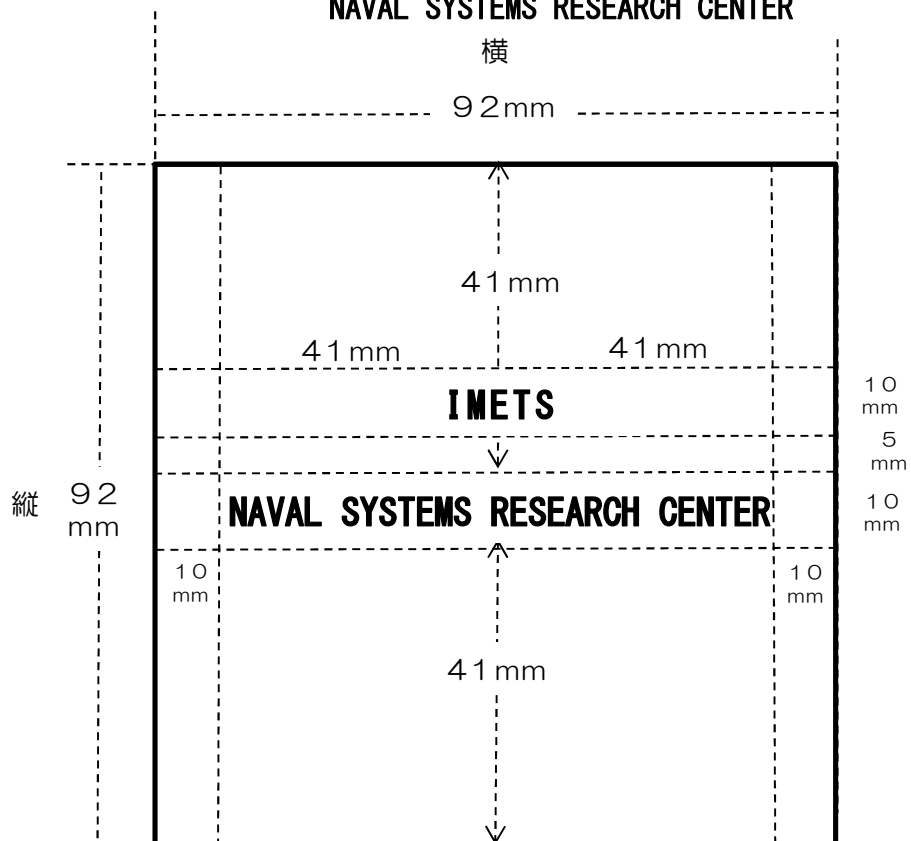 NAVAL SYSTEMS RESEARCH CENTER
横
92mm
41mm
41mm 41mm
IMETS
10
mm
5
mm
縦
92
mm
NAVAL SYSTEMS RESEARCH CENTER
10
mm
10
mm
10
mm
41mm